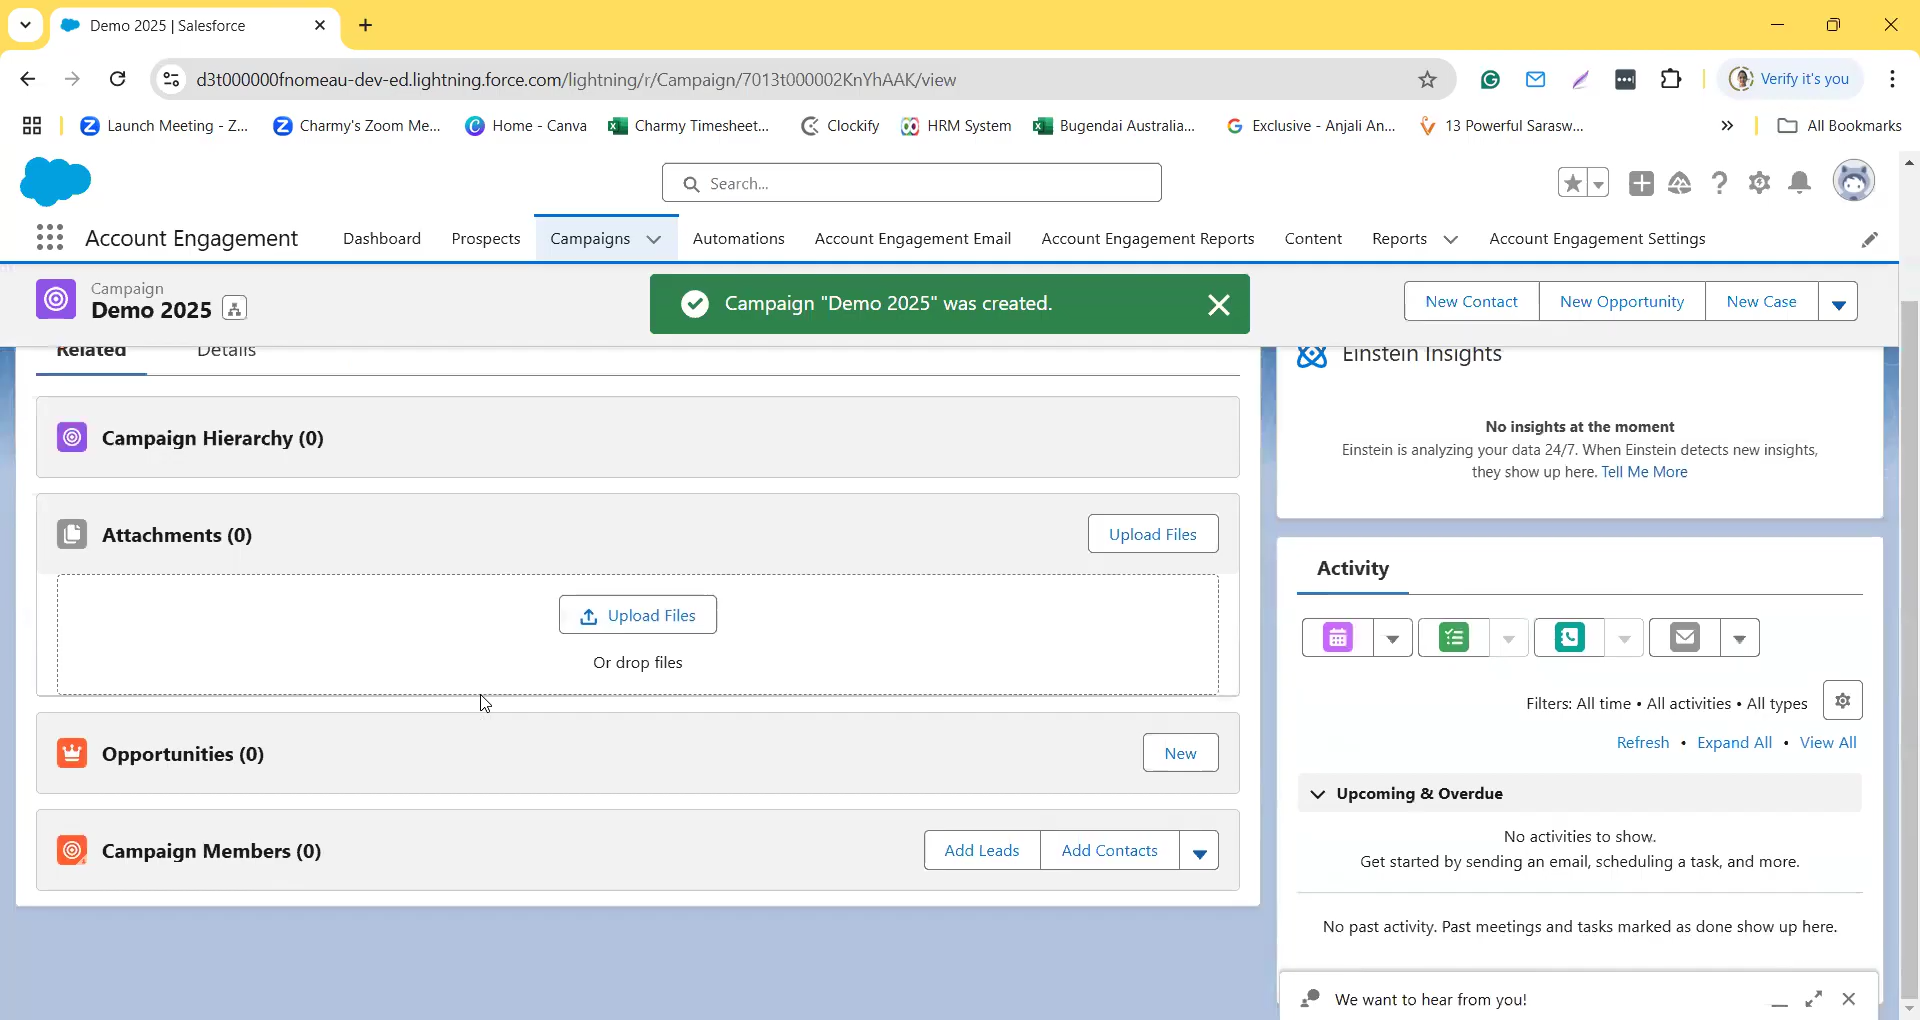 Demo 2025 | Salesforce
d3t000000fnomeau-dev-ed.lightning.force.com/lightning/r/Campaign/7013t000002KnYhAAK/view
Verify it's you
Launch Meeting - Z...
Charmy's Zoom Me...
Home - Canva
Charmy Timesheet...
Clockify
HRM System
Bugendai Australia...
Exclusive - Anjali An...
13 Powerful Sarasw...
All Bookmarks
Search...
Account Engagement
Dashboard
Prospects
Campaigns
Automations
Account Engagement Email
Account Engagement Reports
Content
Reports
Account Engagement Settings
Campaign
Demo 2025
Campaign "Demo 2025" was created.
New Contact
New Opportunity
New Case
Related
Details
Campaign Hierarchy (0)
Attachments (0)
Upload Files
Upload Files
Or drop files
Opportunities (0)
New
Campaign Members (0)
Add Leads
Add Contacts
Einstein Insights
No insights at the moment
Einstein is analyzing your data 24/7. When Einstein detects new insights,
they show up here. Tell Me More
Activity
Filters: All time • All activities • All types
Refresh • Expand All • View All
Upcoming & Overdue
No activities to show.
Get started by sending an email, scheduling a task, and more.
No past activity. Past meetings and tasks marked as done show up here.
We want to hear from you!